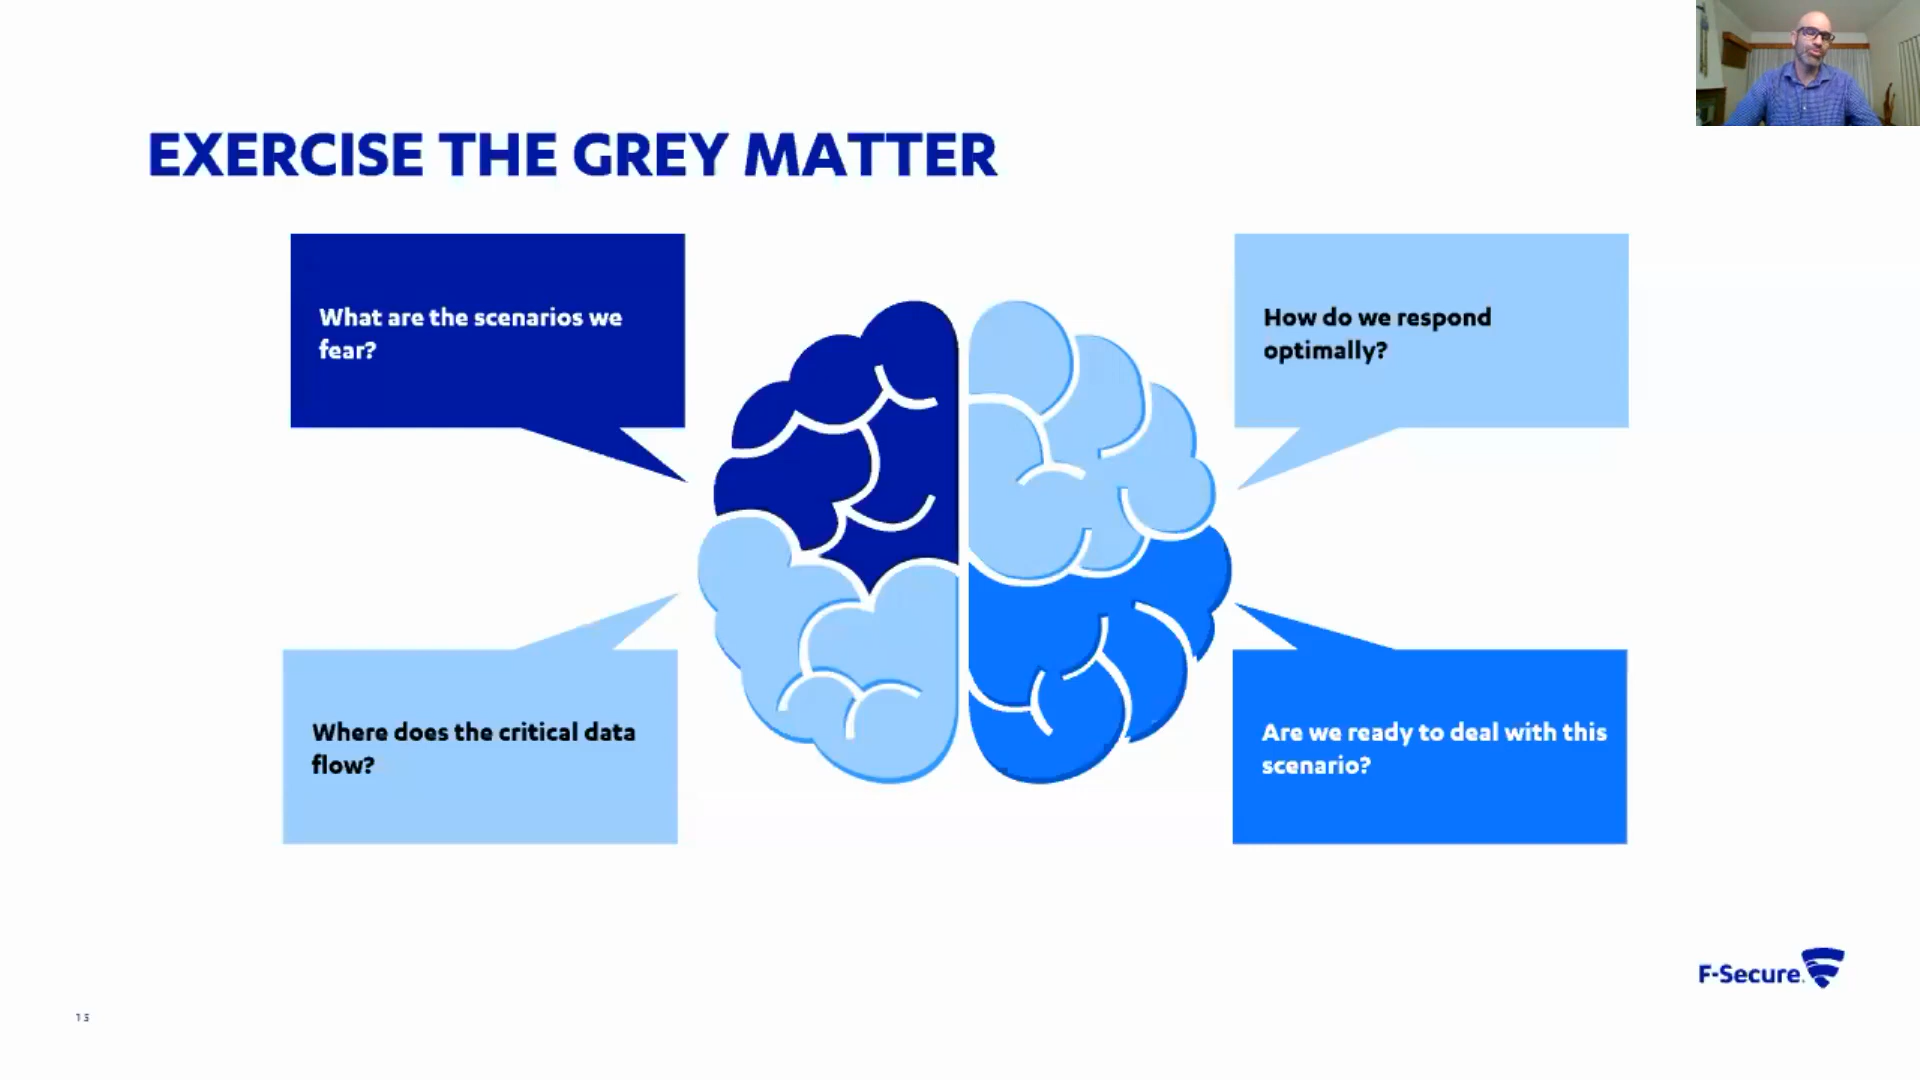 EXERCISE THE GREY MATTER
What are the scenarios we
fear?
How do we respond
optimally?
Where does the critical data
flow?
Are we ready to deal with this
scenario?
F-Secure
13